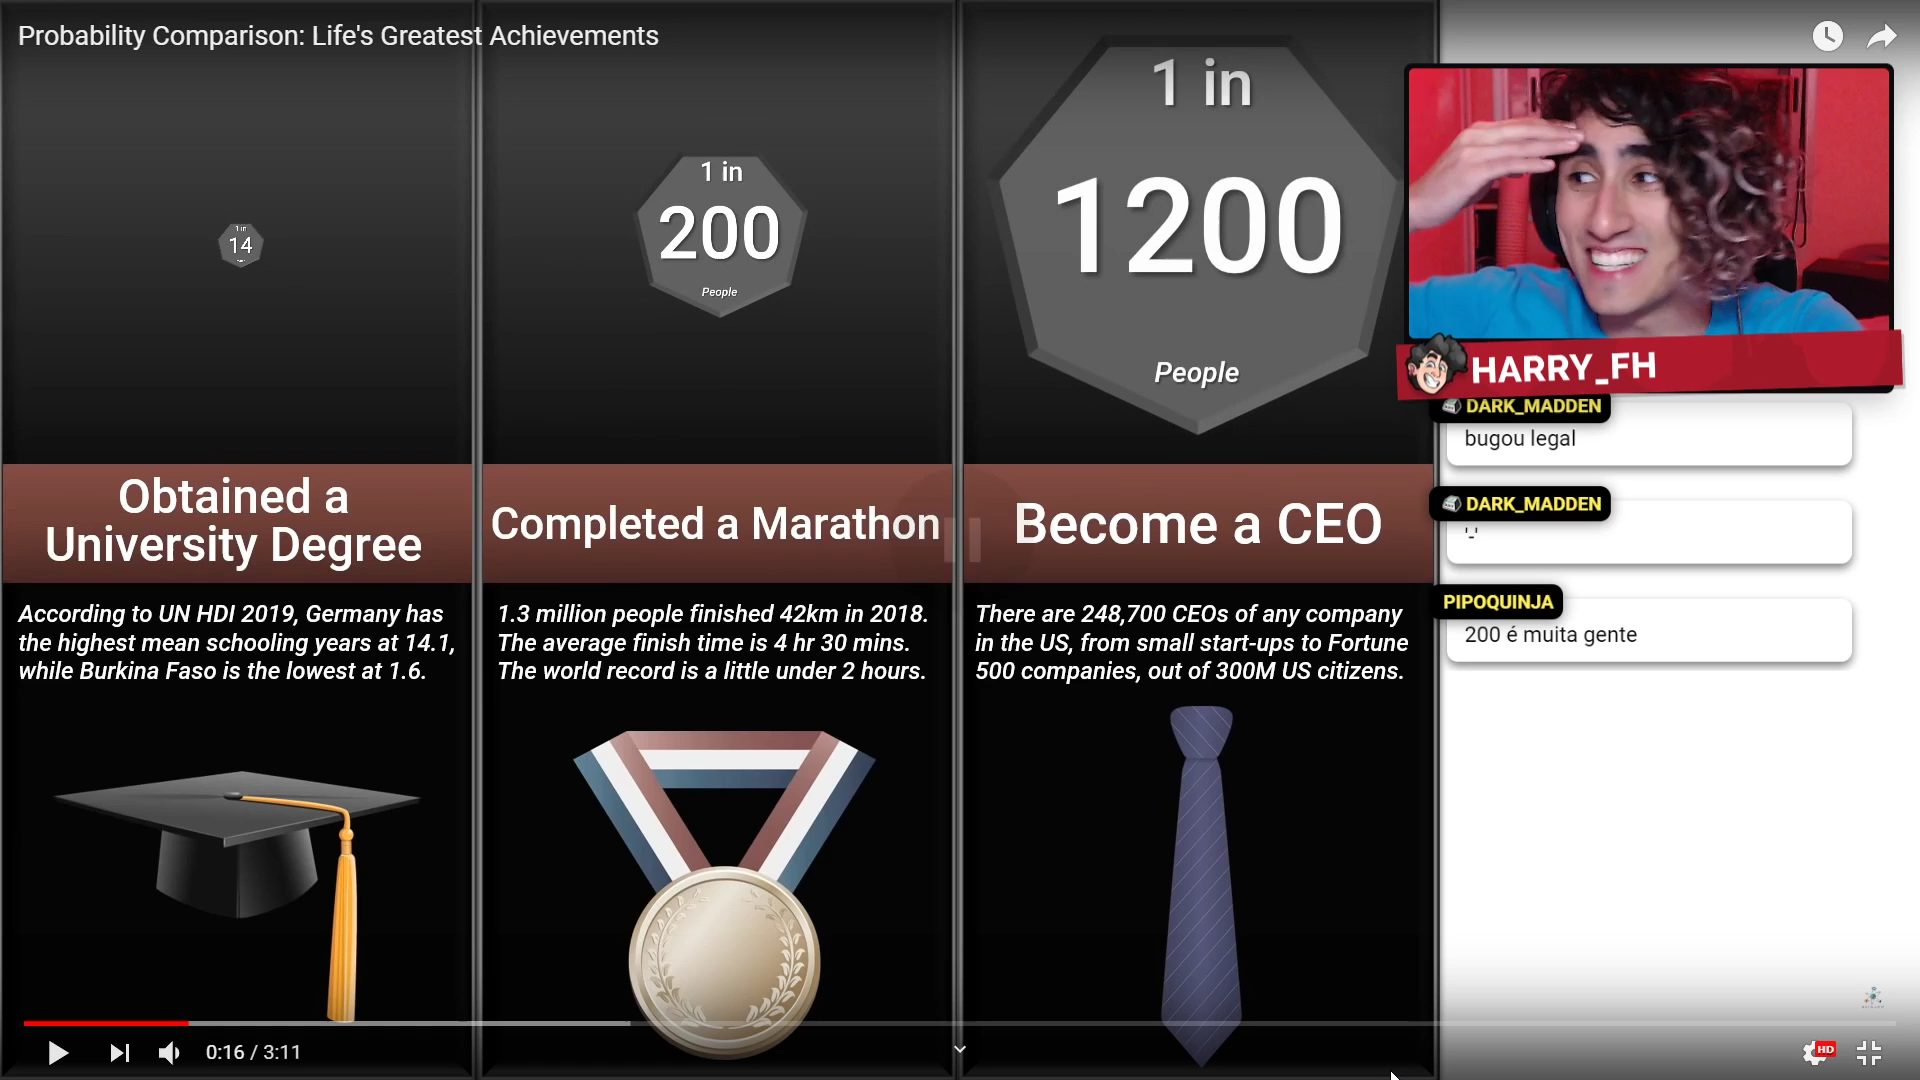 Probability Comparison: Life's Greatest Achievements
1 in
14
1 in
200
People
1 in
1200
People
Obtained a
University Degree
Completed a Marathon
Become a CEO
According to UN HDI 2019, Germany has
the highest mean schooling years at 14.1,
while Burkina Faso is the lowest at 1.6.
1.3 million people finished 42km in 2018.
The average finish time is 4 hr 30 mins.
The world record is a little under 2 hours.
There are 248,700 CEOs of any company
in the US, from small start-ups to Fortune
500 companies, out of 300M US citizens.
HARRY_FH
DARK_MADDEN
bugou legal
DARK_MADDEN
'-'
PIPOQUINJA
200 é muita gente
0:16 / 3:11
HD